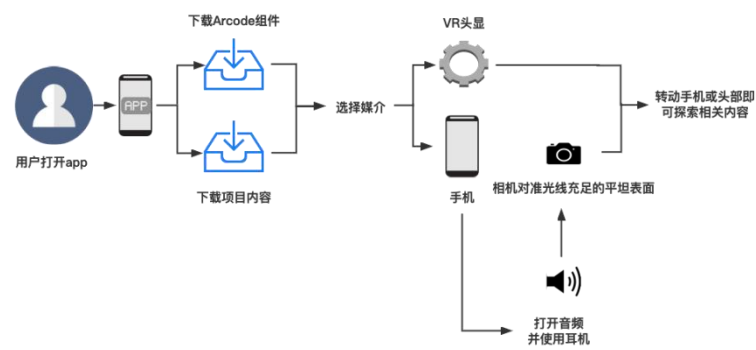 下载Arcode组件
VR头显
APP
用户打开app
选择媒介
转动手机或头部即
可探索相关内容
下载项目内容
手机
相机对准光线充足的平坦表面
打开音频
并使用耳机